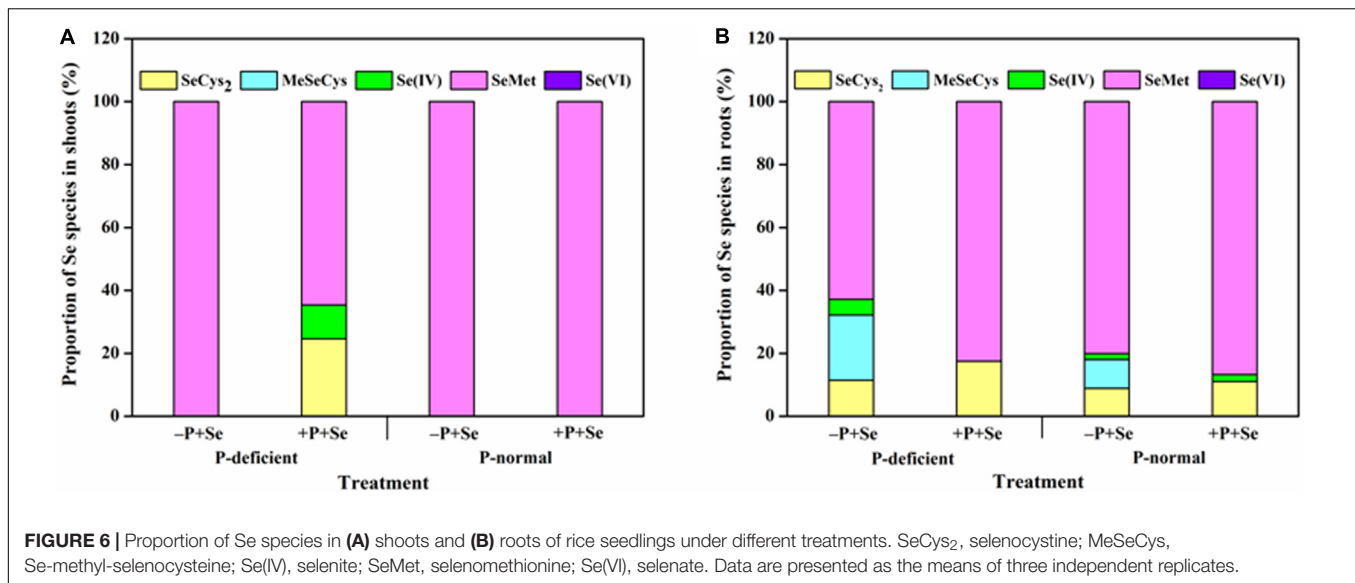 A
120
100
80
60
40
20
0
Proportion of Se species in shoots (%)
SeCys2 MeSeCys Se(IV) SeMet Se(VI)
–P+Se +P+Se –P+Se +P+Se
P-deficient P-normal
Treatment
B
120
100
80
60
40
20
0
Proportion of Se species in roots (%)
SeCys2 MeSeCys Se(IV) SeMet Se(VI)
–P+Se +P+Se –P+Se +P+Se
P-deficient P-normal
Treatment
FIGURE 6 | Proportion of Se species in (A) shoots and (B) roots of rice seedlings under different treatments. SeCys2, selenocystine; MeSeCys,
Se-methyl-selenocysteine; Se(IV), selenite; SeMet, selenomethionine; Se(VI), selenate. Data are presented as the means of three independent replicates.